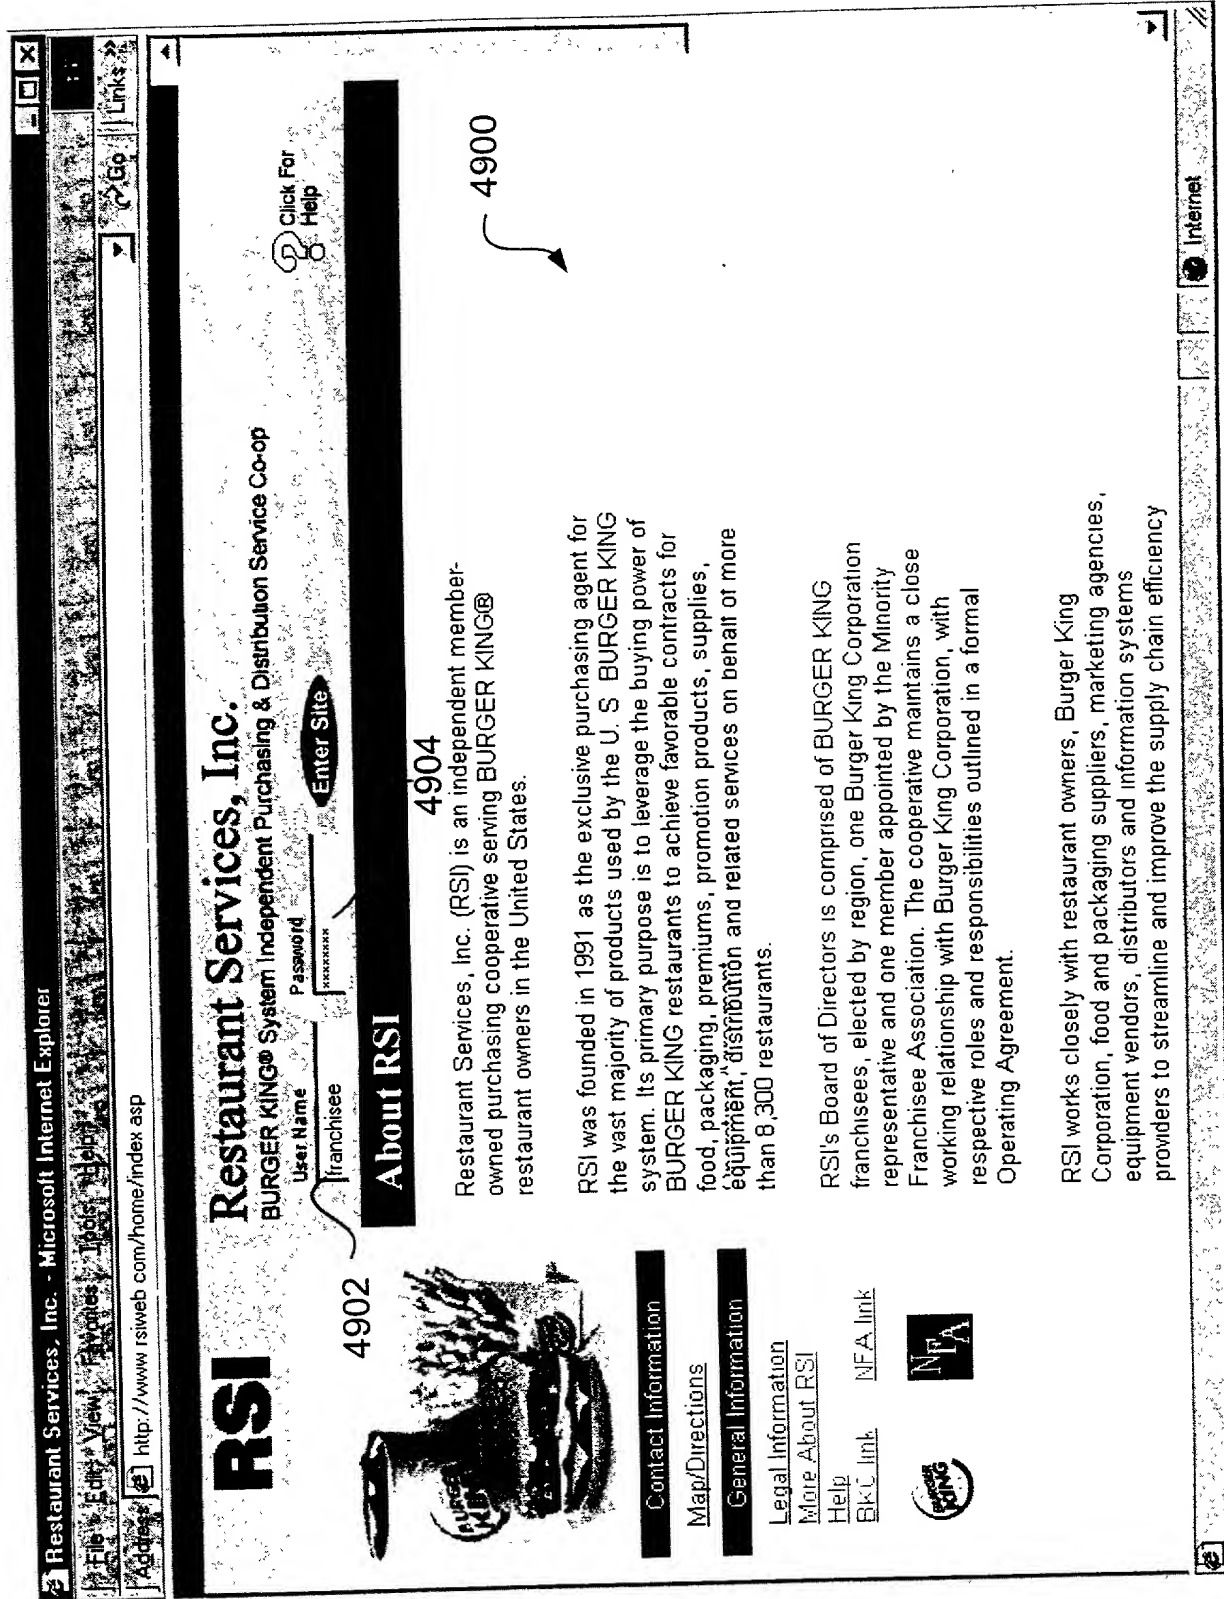 Restaurant Services, Inc. - Microsoft Internet Explorer
File Edit View Favorites Tools Help
Address http://www rsiweb com/home/index asp Go Links »
RSI
Restaurant Services, Inc.
BURGER KING® System Independent Purchasing & Distribution Service Co-op
User Name Password
franchisee xxxxxxxx Enter Site
Click For
Help
4902
4904
4900
About RSI
BURGER
Contact Information
Map/Directions
General Information
Legal Information
More About RSI
Help
BKC link NFA link
BURGER
KING
NFA
Restaurant Services, Inc. (RSI) is an independent member-
owned purchasing cooperative serving BURGER KING®
restaurant owners in the United States.
RSI was founded in 1991 as the exclusive purchasing agent for
the vast majority of products used by the U. S BURGER KING
system. Its primary purpose is to leverage the buying power of
BURGER KING restaurants to achieve favorable contracts for
food, packaging, premiums, promotion products, supplies,
equipment, distribution and related services on behalf of more
than 8,300 restaurants.
RSI's Board of Directors is comprised of BURGER KING
franchisees, elected by region, one Burger King Corporation
representative and one member appointed by the Minority
Franchisee Association. The cooperative maintains a close
working relationship with Burger King Corporation, with
respective roles and responsibilities outlined in a formal
Operating Agreement.
RSI works closely with restaurant owners, Burger King
Corporation, food and packaging suppliers, marketing agencies,
equipment vendors, distributors and information systems
providers to streamline and improve the supply chain efficiency
Internet